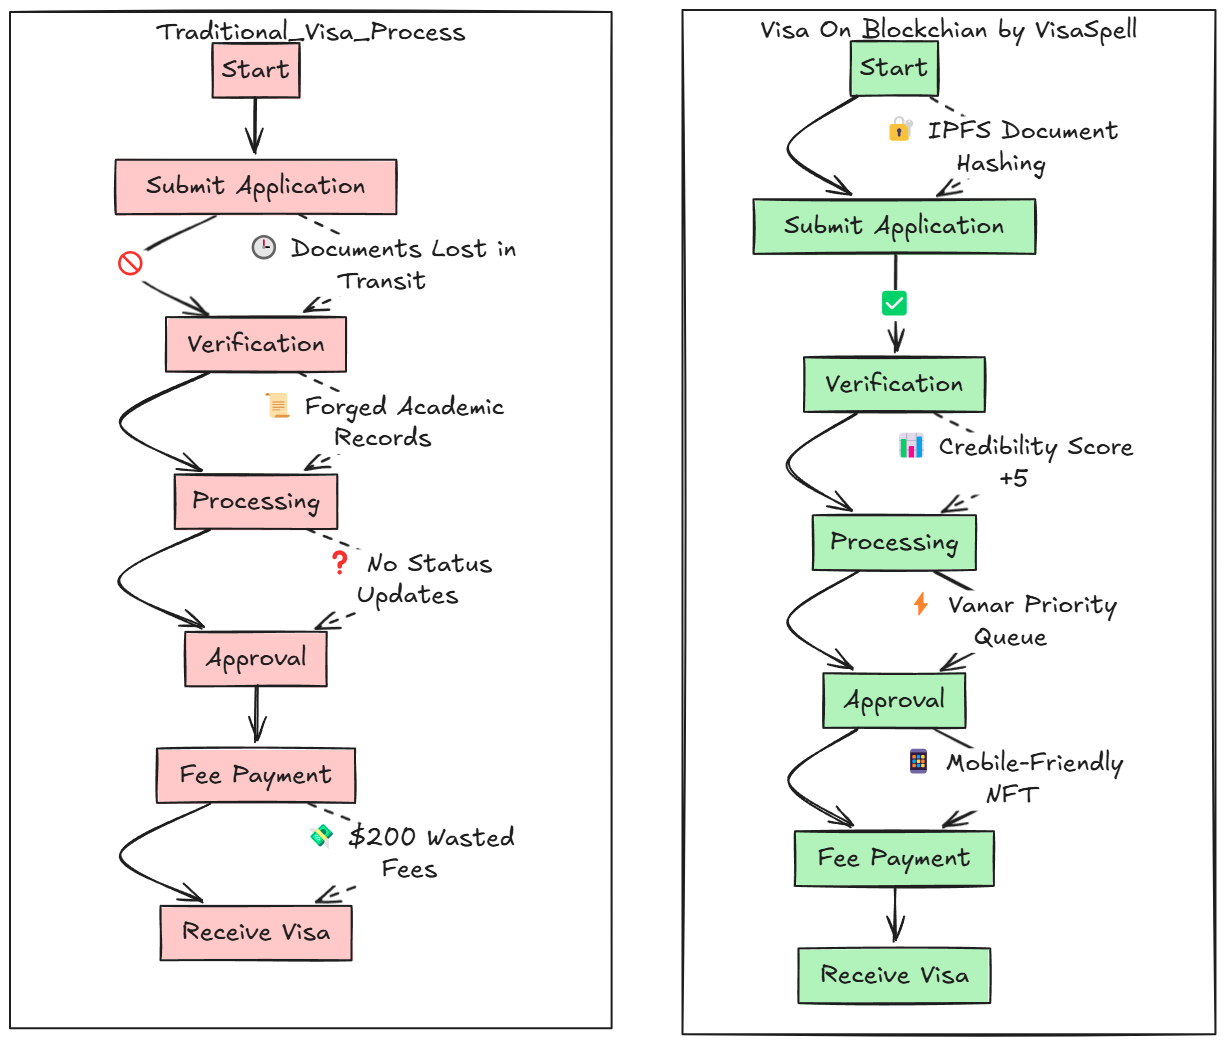 Traditional_Visa_Process
Start
Submit Application
Documents Lost in
Transit
Verification
Forged Academic
Records
Processing
No Status
Updates
Approval
Fee Payment
$200 Wasted
Fees
Receive Visa
Visa On Blockchian by VisaSpell
Start
IPFS Document
Hashing
Submit Application
Verification
Credibility Score
+5
Processing
Vanar Priority
Queue
Approval
Mobile-Friendly
NFT
Fee Payment
Receive Visa